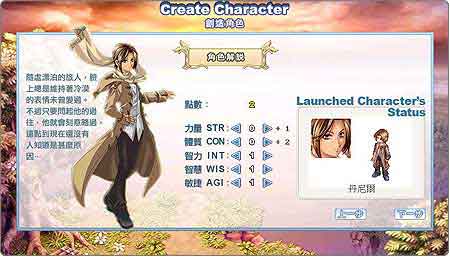 Create Character
創造角色
角色解說
隨處漂泊的旅人，臉
上總是維持著冷漠
的表情未曾變過。
不過只要問起他的過
往，他就會刻意隱過，
這點到現在還沒有
人知道是甚麼原
因…
點數： 2
力量 STR: 0 + 1
體質 CON: 0 + 2
智力 INT: 1
智慧 WIS: 1
敏捷 AGI: 1
Launched Character's
Status
丹尼爾
上一步 下一步